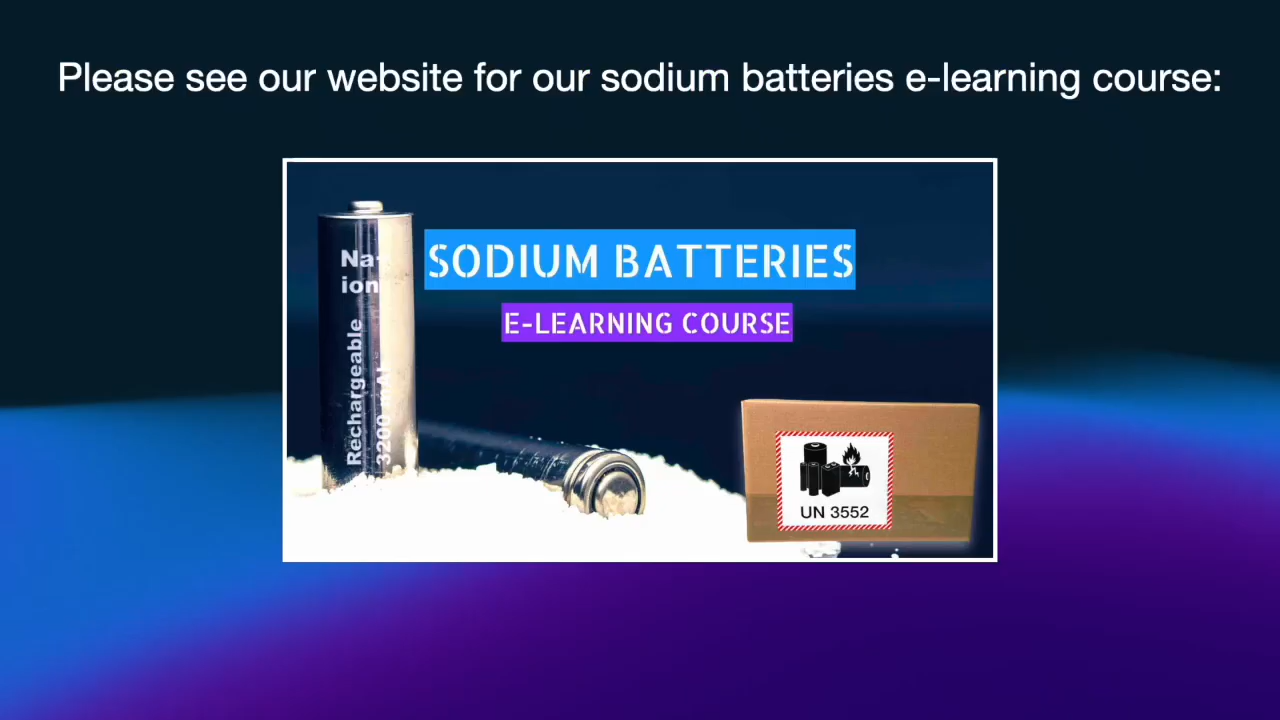 Please see our website for our sodium batteries e-learning course:
SODIUM BATTERIES
E-LEARNING COURSE
Na-
ion
Rechargeable
3200
UN 3552